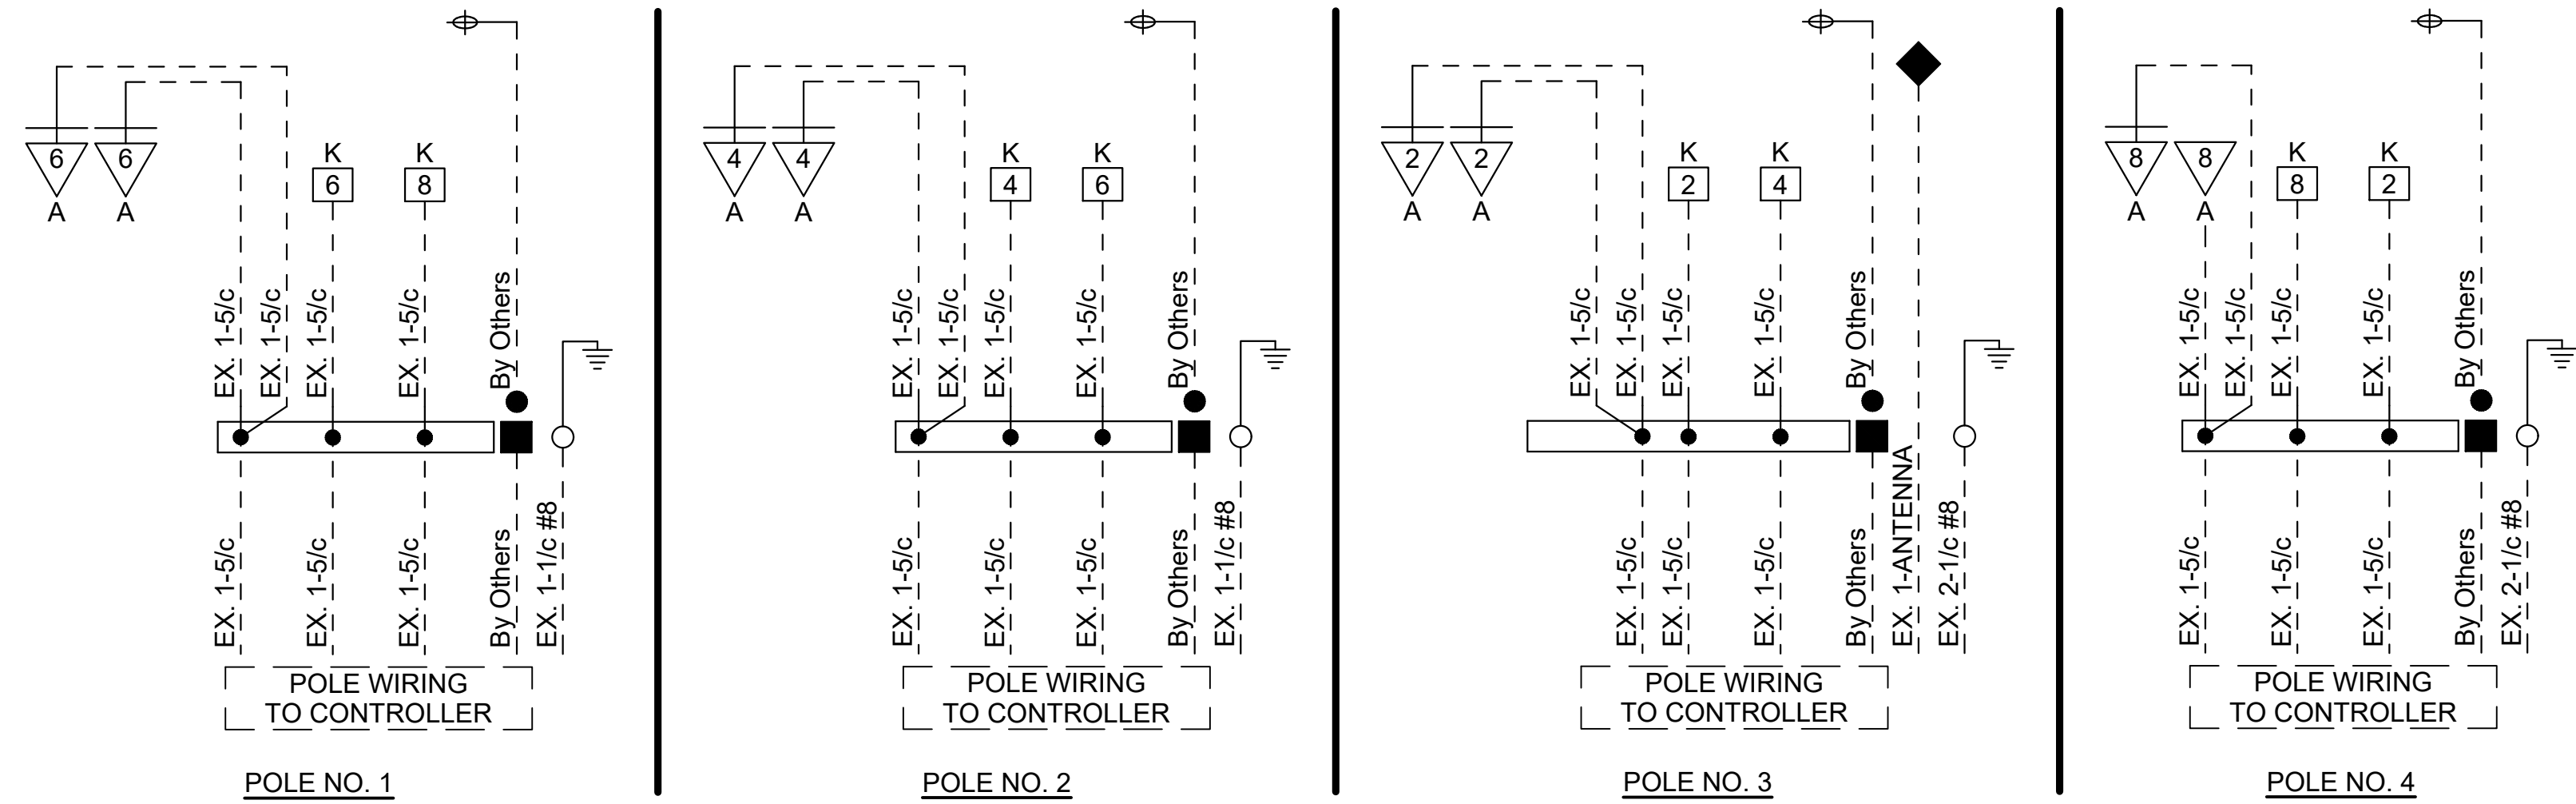 6 6
A A
K K
6 8
EX. 1-5/c
EX. 1-5/c
EX. 1-5/c
EX. 1-5/c
By Others
EX. 1-5/c
EX. 1-5/c
EX. 1-5/c
By Others
EX. 1-1/c #8
POLE WIRING
TO CONTROLLER
POLE NO. 1
4 4
A A
K K
4 6
EX. 1-5/c
EX. 1-5/c
EX. 1-5/c
EX. 1-5/c
By Others
EX. 1-5/c
EX. 1-5/c
EX. 1-5/c
By Others
EX. 1-1/c #8
POLE WIRING
TO CONTROLLER
POLE NO. 2
2 2
A A
K K
2 4
EX. 1-5/c
EX. 1-5/c
EX. 1-5/c
EX. 1-5/c
By Others
EX. 1-5/c
EX. 1-5/c
EX. 1-5/c
By Others
EX. 1-ANTENNA
EX. 2-1/c #8
POLE WIRING
TO CONTROLLER
POLE NO. 3
8 8
A A
K K
8 2
EX. 1-5/c
EX. 1-5/c
EX. 1-5/c
EX. 1-5/c
By Others
EX. 1-5/c
EX. 1-5/c
EX. 1-5/c
By Others
EX. 2-1/c #8
POLE WIRING
TO CONTROLLER
POLE NO. 4